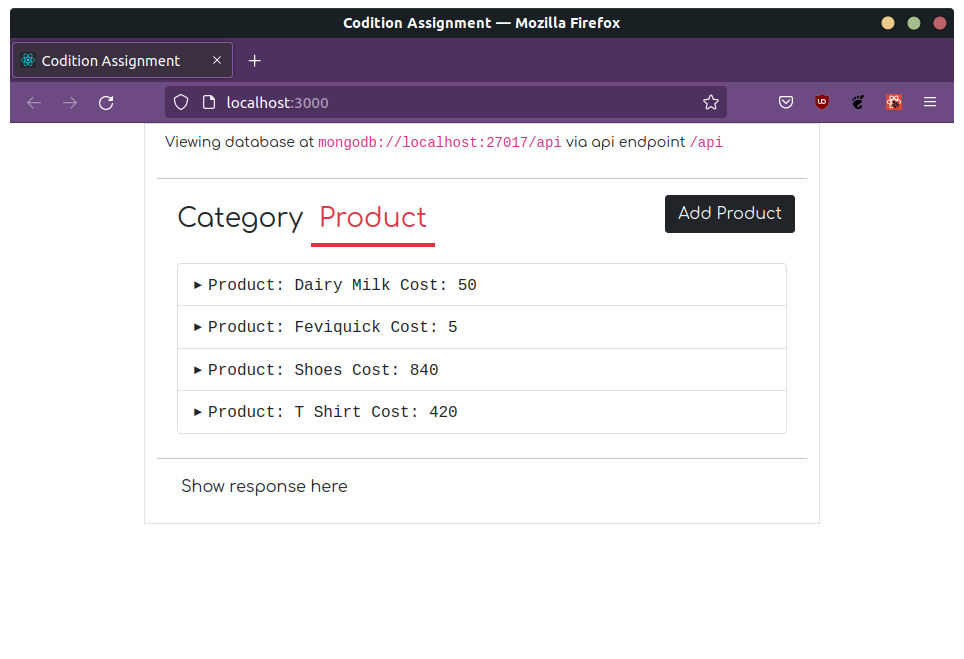 Codition Assignment — Mozilla Firefox
Codition Assignment
localhost:3000
Viewing database at mongodb://localhost:27017/api via api endpoint /api
Category Product Add Product
Product: Dairy Milk Cost: 50
Product: Feviquick Cost: 5
Product: Shoes Cost: 840
Product: T Shirt Cost: 420
Show response here